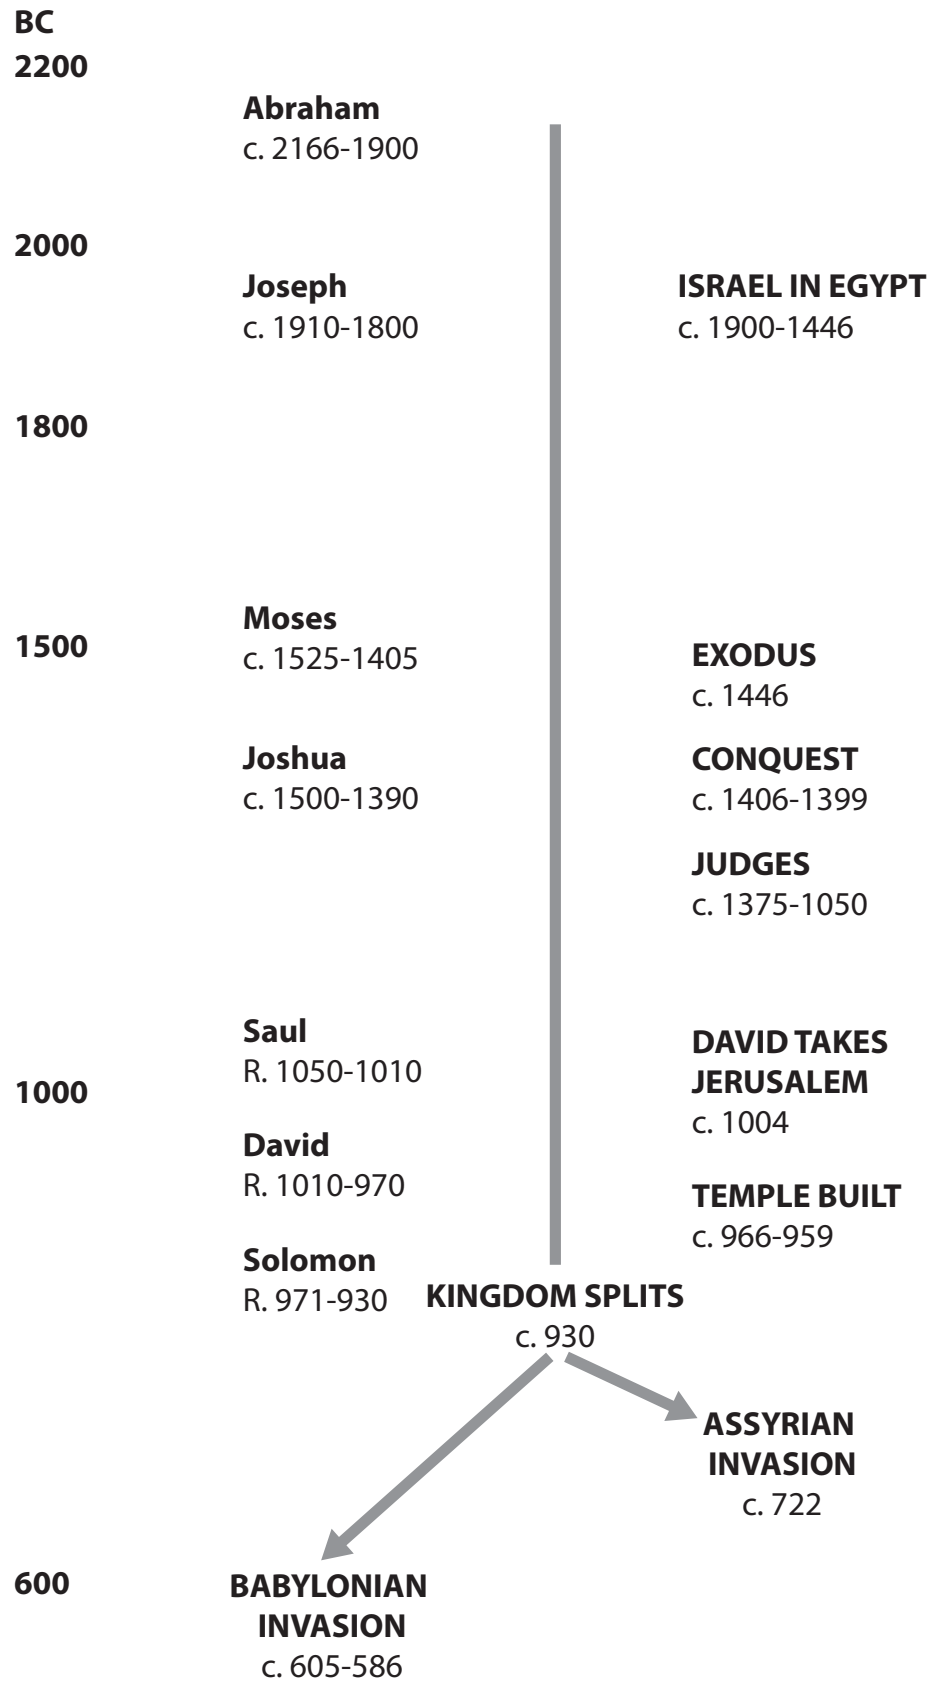 BC
2200
Abraham
c. 2166-1900
2000
Joseph
c. 1910-1800
ISRAEL IN EGYPT
c. 1900-1446
1800
Moses
c. 1525-1405
1500
EXODUS
c. 1446
Joshua
c. 1500-1390
CONQUEST
c. 1406-1399
JUDGES
c. 1375-1050
Saul
R. 1050-1010
DAVID TAKES
JERUSALEM
c. 1004
1000
David
R. 1010-970
TEMPLE BUILT
c. 966-959
Solomon
R. 971-930
KINGDOM SPLITS
c. 930
ASSYRIAN
INVASION
c. 722
600
BABYLONIAN
INVASION
c. 605-586